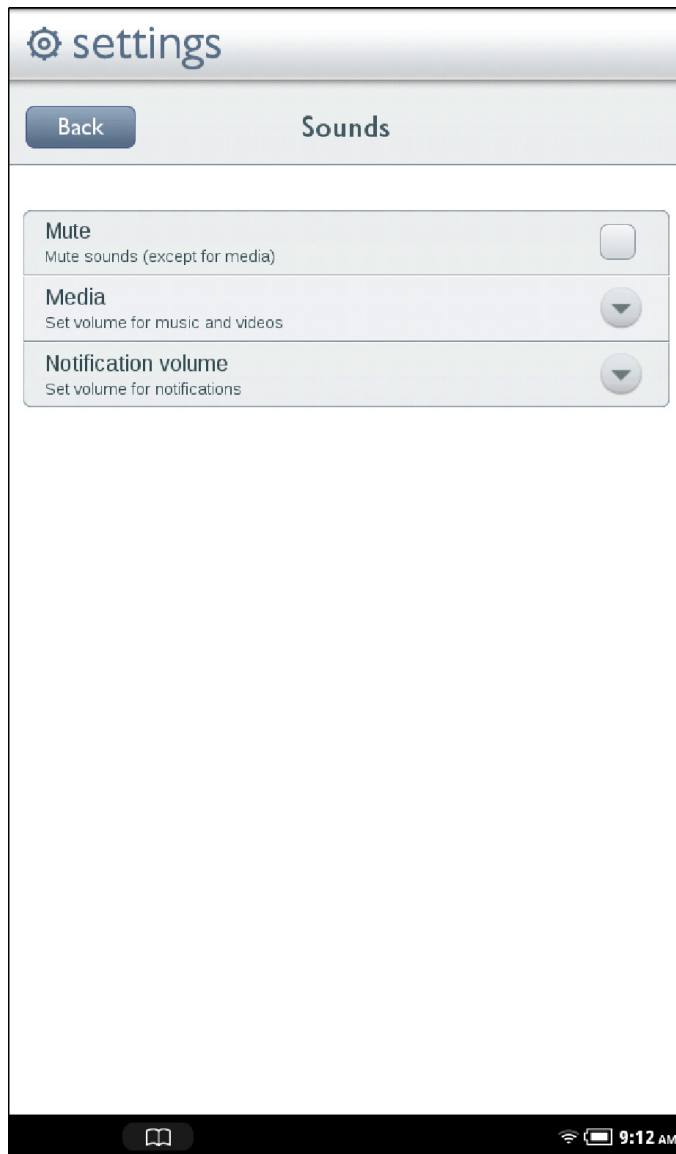 settings
Back
Sounds
Mute
Mute sounds (except for media)
Media
Set volume for music and videos
Notification volume
Set volume for notifications
9:12 AM